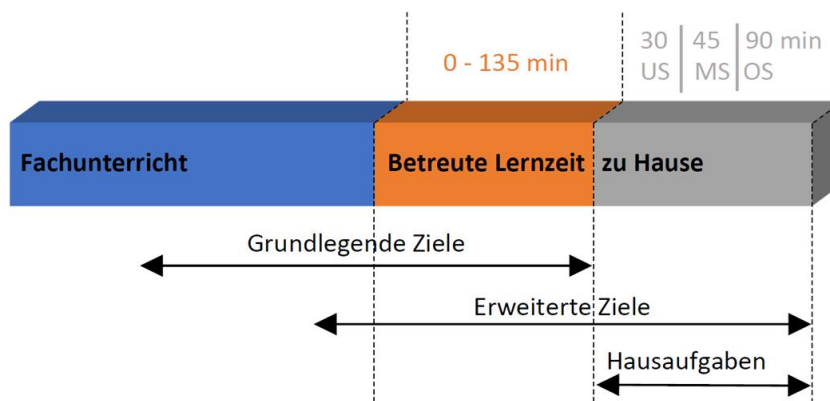 0 - 135 min
30 | 45 | 90 min
US | MS | OS
Fachunterricht
Betreute Lernzeit
zu Hause
Grundlegende Ziele
Erweiterte Ziele
Hausaufgaben